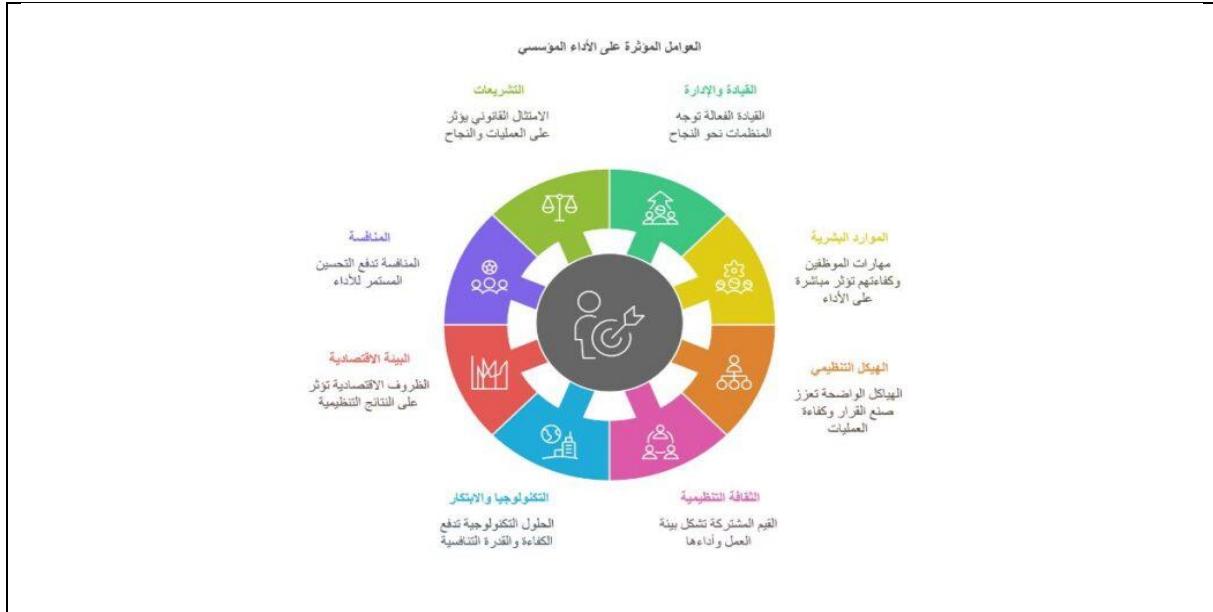 العوامل المؤثرة على الأداء المؤسسي
القيادة والإدارة
القيادة الفعالة توجه
المنظمات نحو النجاح
الموارد البشرية
مهارات الموظفين
وكفاءتهم تؤثر مباشرة
على الأداء
الهيكل التنظيمي
الهياكل الواضحة تعزز
صنع القرار وكفاءة
العمليات
الثقافة التنظيمية
القيم المشتركة تشكل بيئة
العمل وأداءها
التكنولوجيا والابتكار
الحلول التكنولوجية تدفع
الكفاءة والقدرة التنافسية
البيئة الاقتصادية
الظروف الاقتصادية تؤثر
على النتائج التنظيمية
المنافسة
المنافسة تدفع التحسين
المستمر للأداء
التشريعات
الامتثال القانوني يؤثر
على العمليات والنجاح